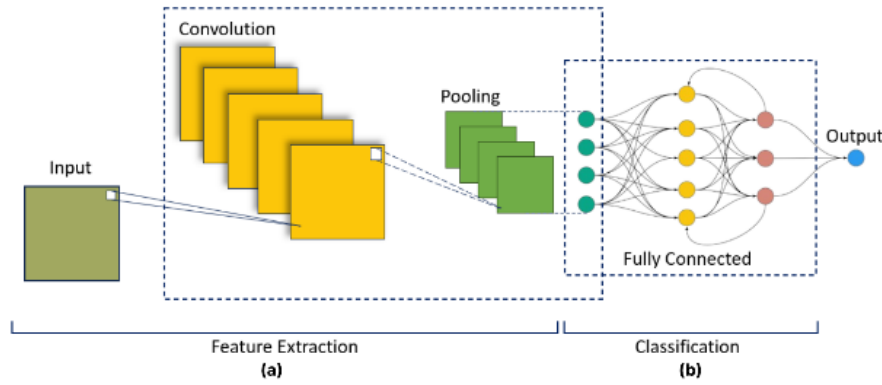 Convolution
Pooling
Output
Input
Fully Connected
Feature Extraction
Classification
(a)
(b)